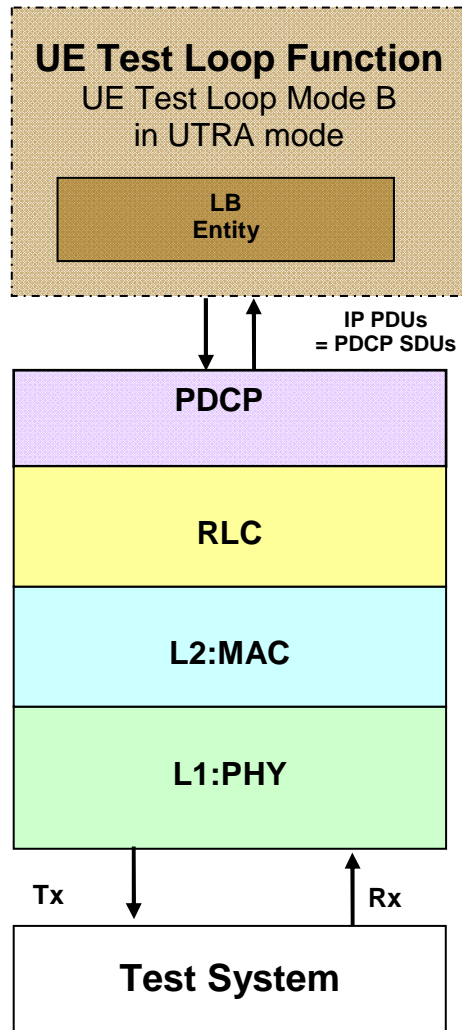 UE Test Loop Function
UE Test Loop Mode B
in UTRA mode
LB
Entity
IP PDUs
= PDCP SDUs
PDCP
RLC
L2:MAC
L1:PHY
Tx
Rx
Test System